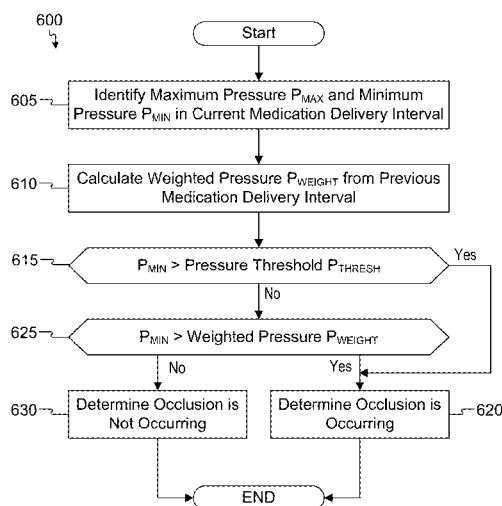 600
Start
605
Identify Maximum Pressure PMAX and Minimum
Pressure PMIN in Current Medication Delivery Interval
610
Calculate Weighted Pressure PWEIGHT from Previous
Medication Delivery Interval
615
PMIN > Pressure Threshold PTHRESH
Yes
No
625
PMIN > Weighted Pressure PWEIGHT
No
Yes
630
Determine Occlusion is
Not Occurring
Determine Occlusion is
Occurring
620
END